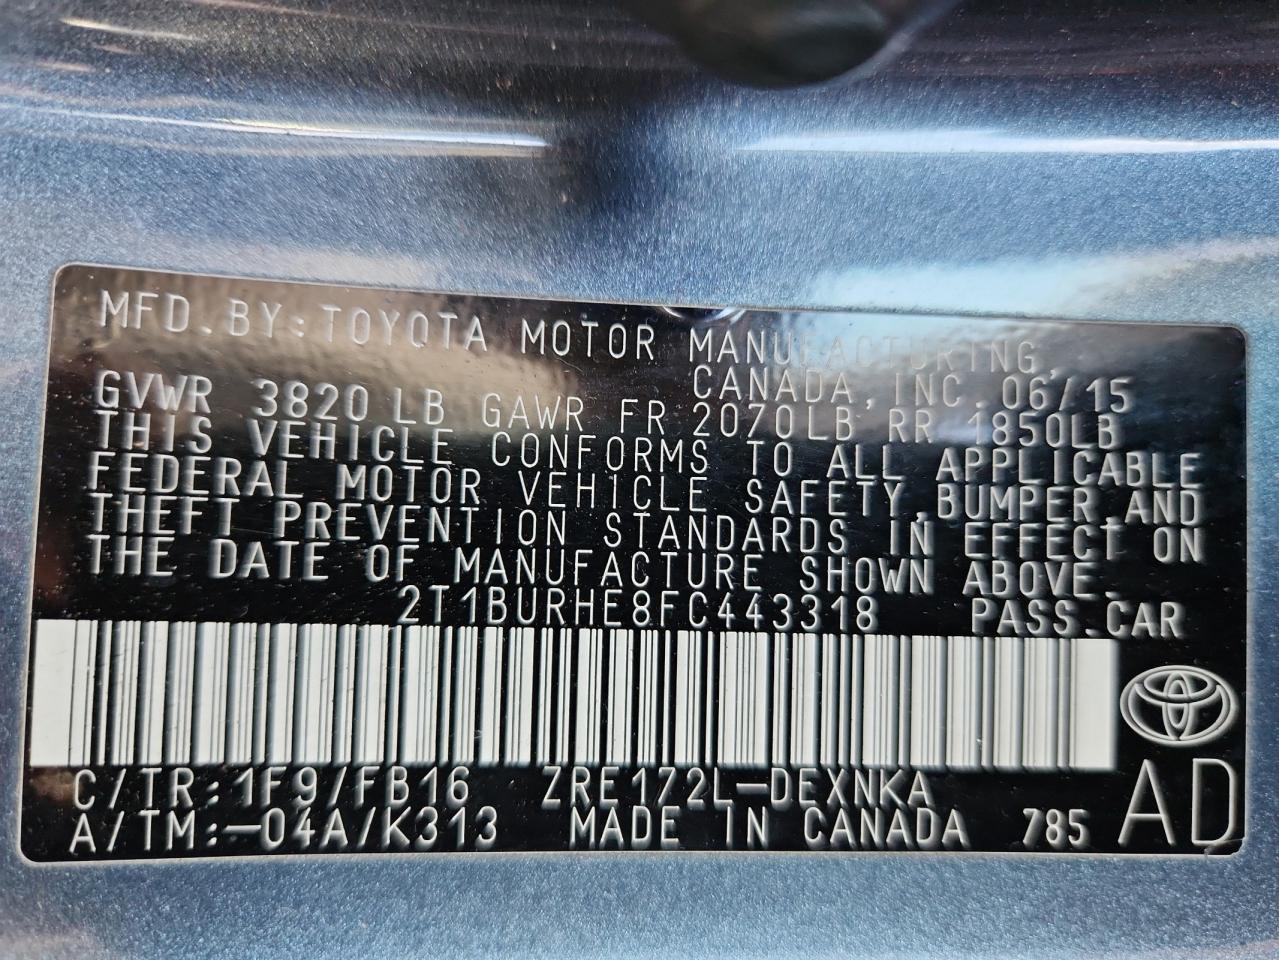 MFD.BY:TOYOTA MOTOR MANUFACTURING,
CANADA,INC. 06/15
GVWR 3820LB GAWR FR 2070LB RR 1850LB
THIS VEHICLE CONFORMS TO ALL APPLICABLE
FEDERAL MOTOR VEHICLE SAFETY,BUMPER,AND
THEFT PREVENTION STANDARDS IN EFFECT ON
THE DATE OF MANUFACTURE SHOWN ABOVE.
2T1BURHE8FC443318 PASS.CAR
C/TR:1F9/FB16 ZRE172L-DEXNKA
A/TM:-04A/K313 MADE IN CANADA 785 AD